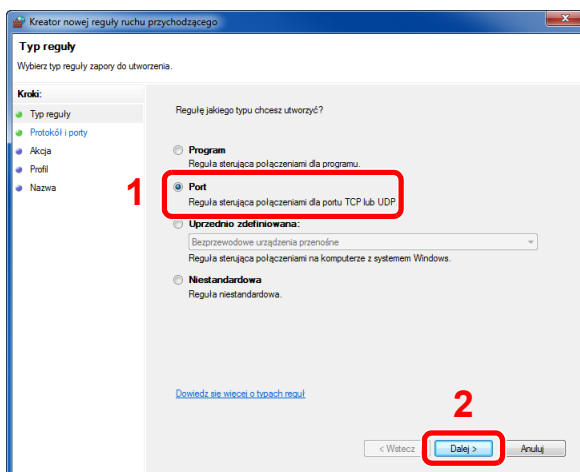 Kreator nowej reguły ruchu przychodzącego
Typ reguły
Wybierz typ reguły zapory do utworzenia.
Kroki:
Typ reguły
Protokół i porty
Akcja
Profil
Nazwa
Regułę jakiego typu chcesz utworzyć?
Program
Reguła sterująca połączeniami dla programu.
1
Port
Reguła sterująca połączeniami dla portu TCP lub UDP
Uprzednio zdefiniowana:
Bezprzewodowe urządzenia przenośne
Reguła sterująca połączeniami na komputerze z systemem Windows.
Niestandardowa
Reguła niestandardowa.
Dowiedz się więcej o typach reguł
2
< Wstecz
Dalej >
Anuluj